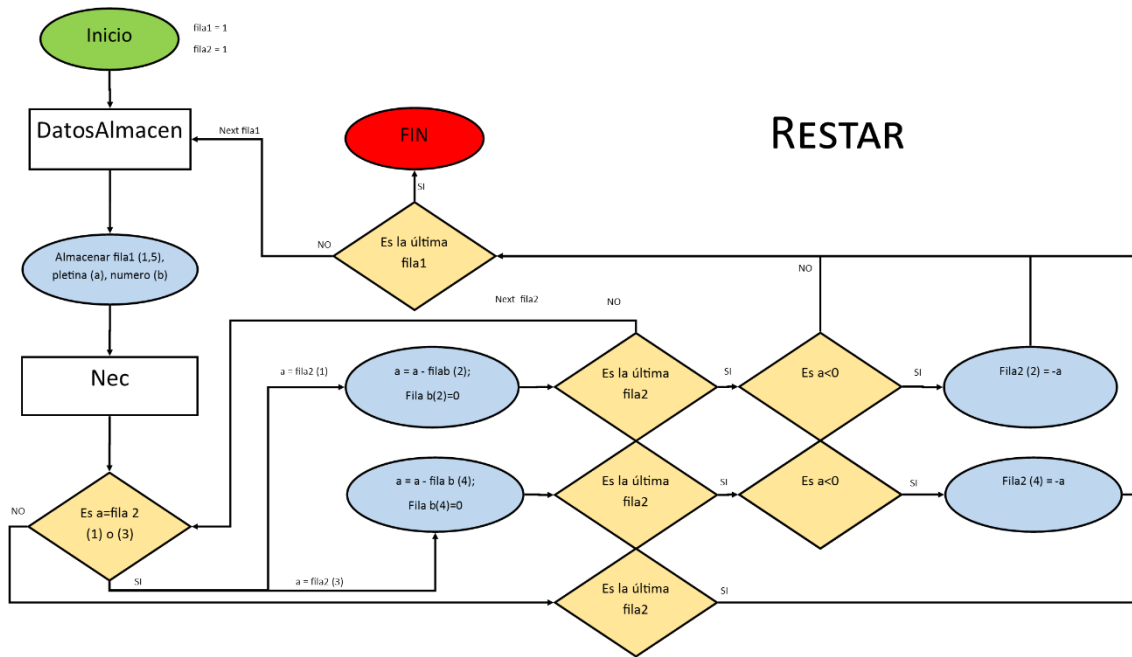 Inicio
fila1 = 1
fila2 = 1
DatosAlmacen
Next fila1
FIN
RESTAR
SI
Es la última
fila1
NO
Almacenar fila1 (1,5),
pletina (a), numero (b)
NO
Next fila2
NO
Nec
a = fila2 (1)
a = a - filab (2);
Fila b(2)=0
Es la última
fila2
SI
Es a<0
SI
Fila2 (2) = -a
a = a - fila b (4);
Fila b(4)=0
Es la última
fila2
SI
Es a<0
SI
Fila2 (4) = -a
NO
Es a=fila 2
(1) o (3)
SI
a = fila2 (3)
Es la última
fila2
SI